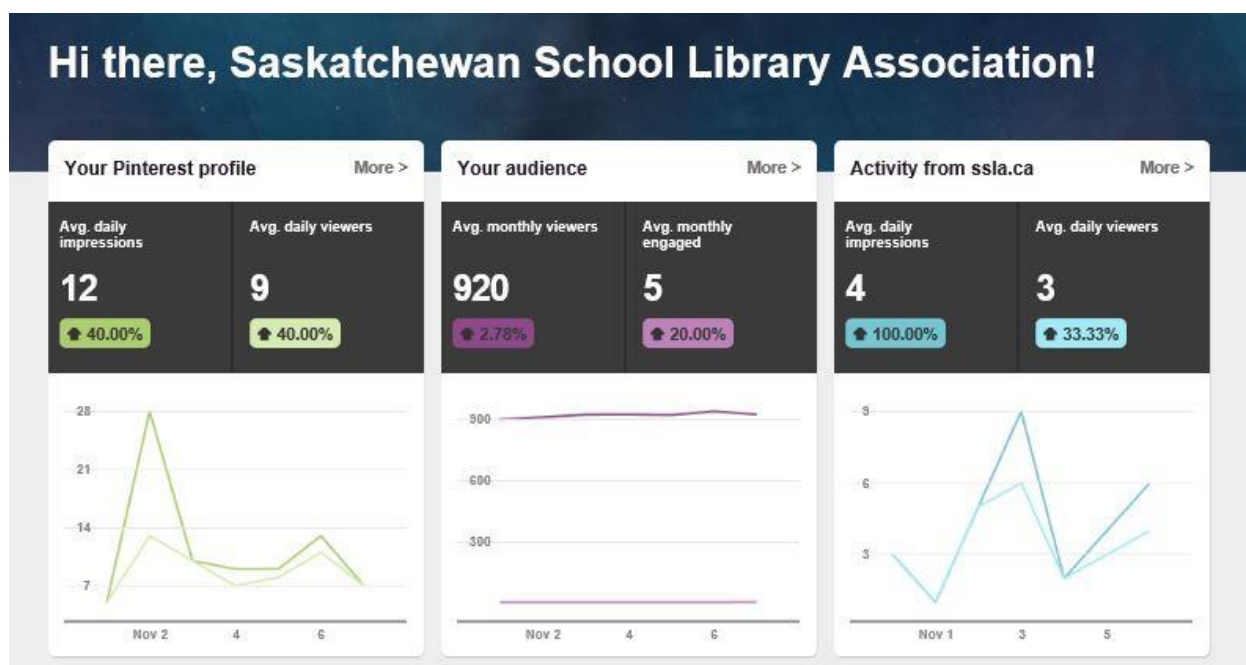 Hi there, Saskatchewan School Library Association!
Your Pinterest profile More >
Avg. daily
impressions
12
40.00%
Avg. daily viewers
9
40.00%
28
21
14
7
Nov 2 4 6
Your audience More >
Avg. monthly viewers
920
2.78%
Avg. monthly
engaged
5
20.00%
900
600
300
Nov 2 4 6
Activity from ssla.ca More >
Avg. daily
impressions
4
100.00%
Avg. daily viewers
3
33.33%
9
6
3
Nov 1 3 5